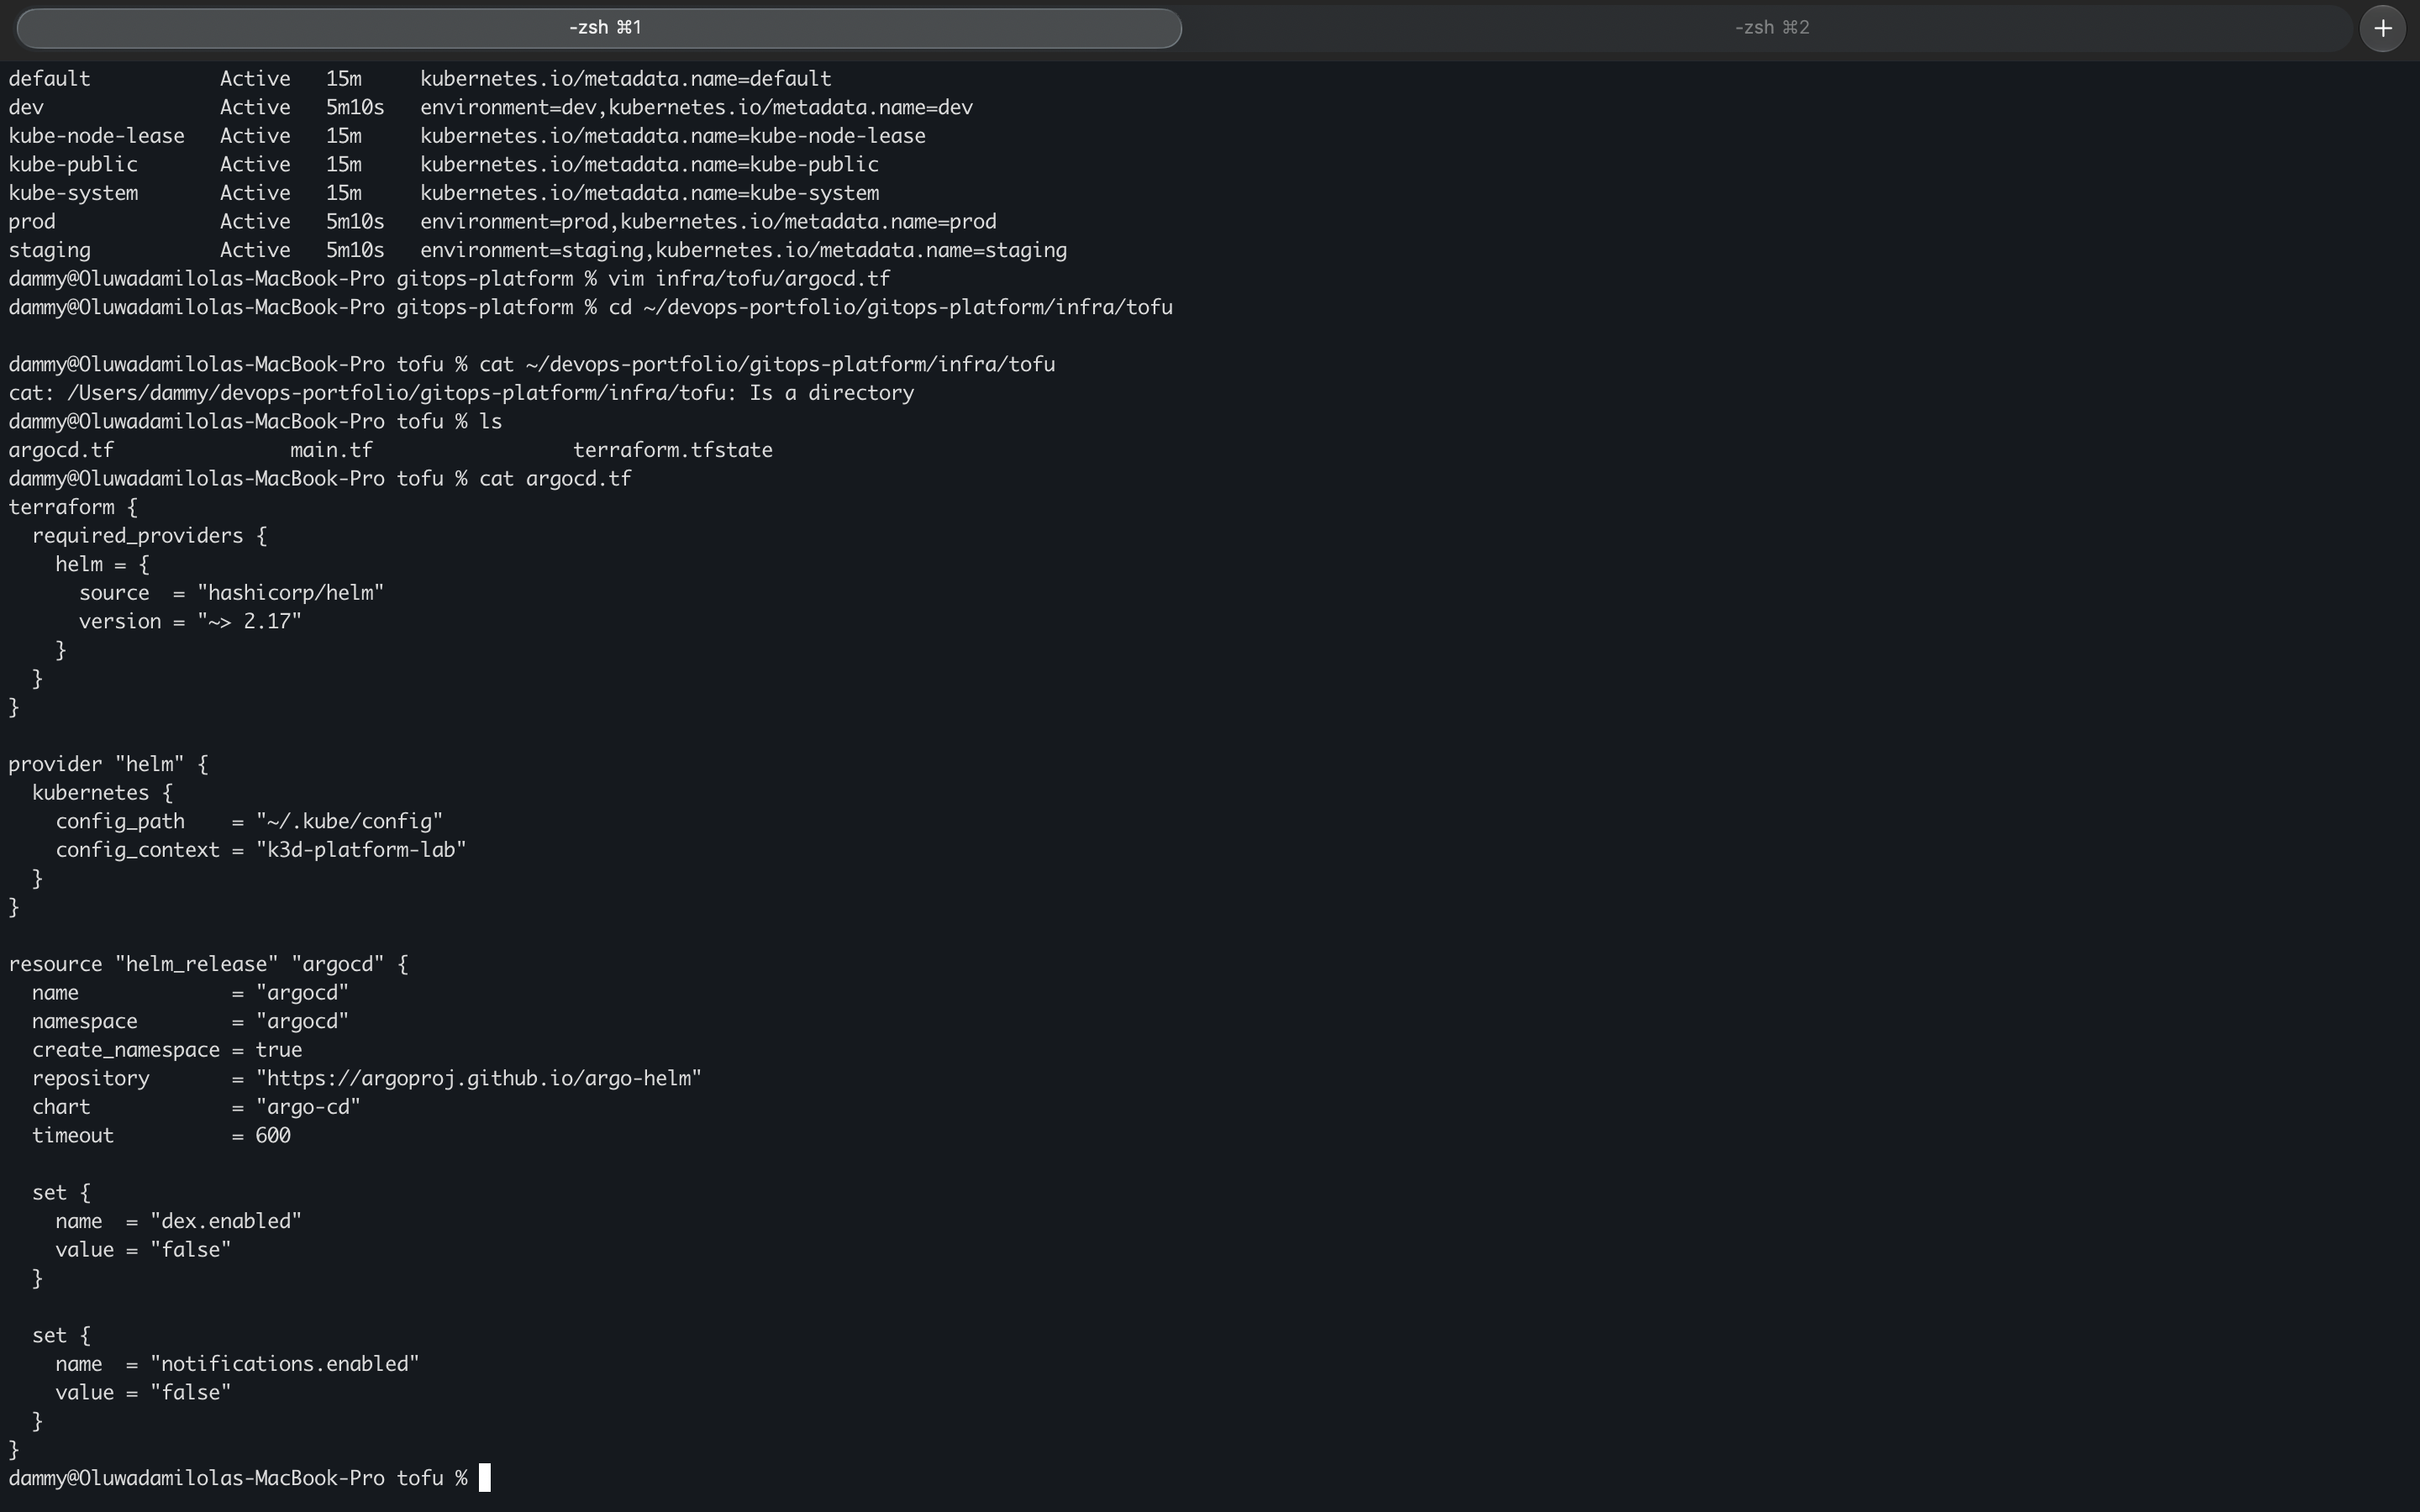 -zsh ⌘1
-zsh ⌘2
+
default           Active   15m     kubernetes.io/metadata.name=default
dev               Active   5m10s   environment=dev,kubernetes.io/metadata.name=dev
kube-node-lease   Active   15m     kubernetes.io/metadata.name=kube-node-lease
kube-public       Active   15m     kubernetes.io/metadata.name=kube-public
kube-system       Active   15m     kubernetes.io/metadata.name=kube-system
prod              Active   5m10s   environment=prod,kubernetes.io/metadata.name=prod
staging           Active   5m10s   environment=staging,kubernetes.io/metadata.name=staging
dammy@Oluwadamilolas-MacBook-Pro gitops-platform % vim infra/tofu/argocd.tf
dammy@Oluwadamilolas-MacBook-Pro gitops-platform % cd ~/devops-portfolio/gitops-platform/infra/tofu
dammy@Oluwadamilolas-MacBook-Pro tofu % cat ~/devops-portfolio/gitops-platform/infra/tofu
cat: /Users/dammy/devops-portfolio/gitops-platform/infra/tofu: Is a directory
dammy@Oluwadamilolas-MacBook-Pro tofu % ls
argocd.tf               main.tf                 terraform.tfstate
dammy@Oluwadamilolas-MacBook-Pro tofu % cat argocd.tf
terraform {
  required_providers {
    helm = {
      source  = "hashicorp/helm"
      version = "~> 2.17"
    }
  }
}
provider "helm" {
  kubernetes {
    config_path    = "~/.kube/config"
    config_context = "k3d-platform-lab"
  }
}
resource "helm_release" "argocd" {
  name             = "argocd"
  namespace        = "argocd"
  create_namespace = true
  repository       = "https://argoproj.github.io/argo-helm"
  chart            = "argo-cd"
  timeout          = 600
  set {
    name  = "dex.enabled"
    value = "false"
  }
  set {
    name  = "notifications.enabled"
    value = "false"
  }
}
dammy@Oluwadamilolas-MacBook-Pro tofu %